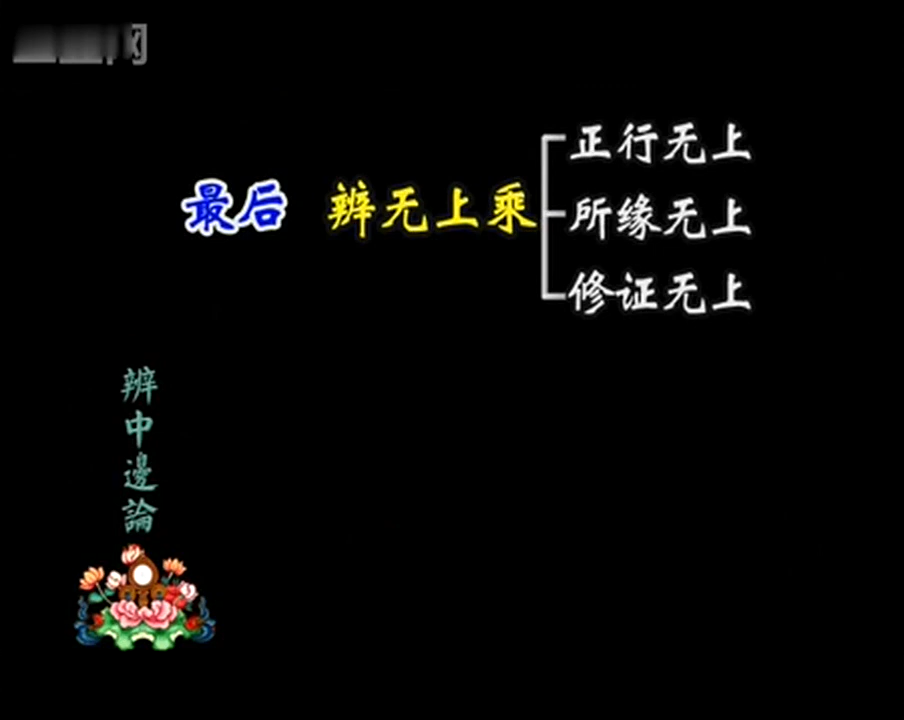 网
正行无上
最后 辨无上乘
所缘无上
修证无上
辨中邊論